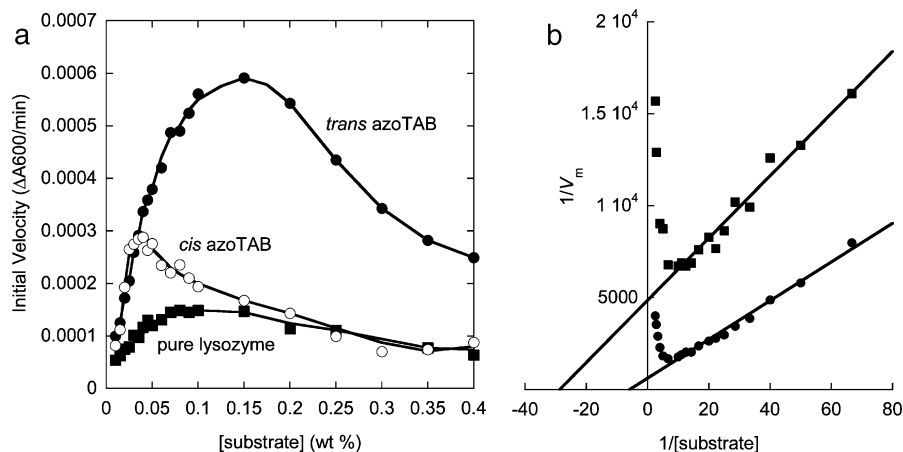 a
Initial Velocity (ΔA600/min)
0.0007
0.0006
0.0005
0.0004
0.0003
0.0002
0.0001
0
trans azoTAB
cis azoTAB
pure lysozyme
0 0.05 0.1 0.15 0.2 0.25 0.3 0.35 0.4
[substrate] (wt %)
b
1/Vm
2 10⁴
1.5 10⁴
1 10⁴
5000
0
-40 -20 0 20 40 60 80
1/[substrate]